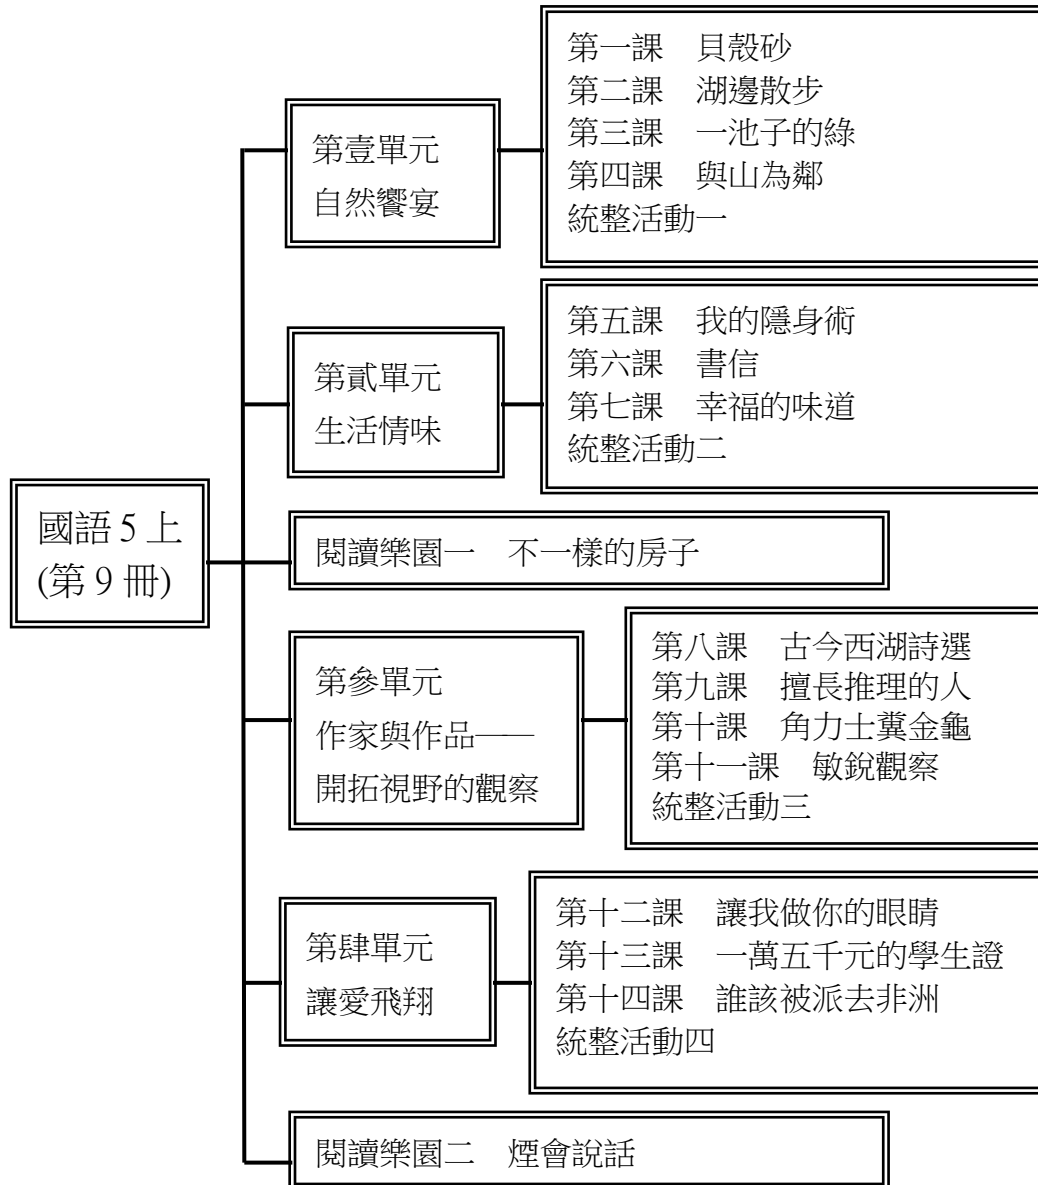 國語 5 上
(第 9 冊)
第壹單元
自然饗宴
第一課　貝殼砂
第二課　湖邊散步
第三課　一池子的綠
第四課　與山為鄰
統整活動一
第貳單元
生活情味
第五課　我的隱身術
第六課　書信
第七課　幸福的味道
統整活動二
閱讀樂園一　不一樣的房子
第參單元
作家與作品——
開拓視野的觀察
第八課　古今西湖詩選
第九課　擅長推理的人
第十課　角力士糞金龜
第十一課　敏銳觀察
統整活動三
第肆單元
讓愛飛翔
第十二課　讓我做你的眼睛
第十三課　一萬五千元的學生證
第十四課　誰該被派去非洲
統整活動四
閱讀樂園二　煙會說話